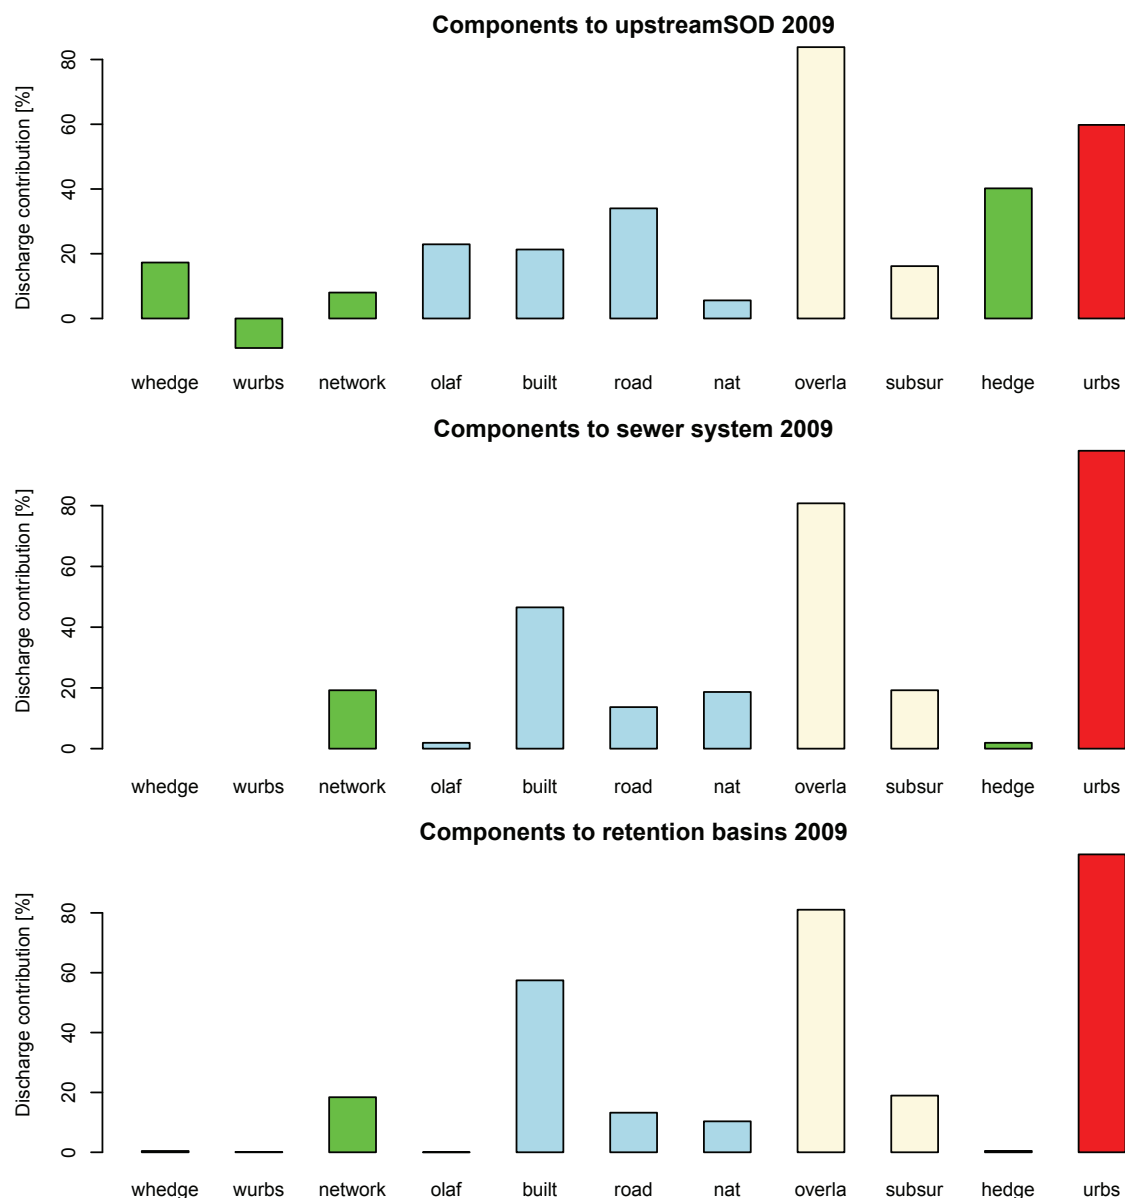 Components to upstreamSOD 2009
Discharge contribution [%]
80
60
40
20
0
whedge wurbs network olaf built road nat overla subsur hedge urbs
Components to sewer system 2009
Discharge contribution [%]
80
60
40
20
0
whedge wurbs network olaf built road nat overla subsur hedge urbs
Components to retention basins 2009
Discharge contribution [%]
80
60
40
20
0
whedge wurbs network olaf built road nat overla subsur hedge urbs